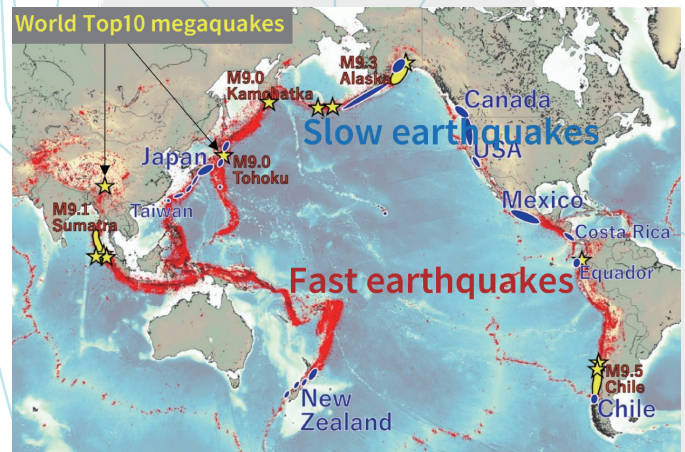 World Top10 megaquakes
M9.3
Alaska
M9.0
Kamchatka
Canada
Slow earthquakes
USA
Japan
M9.0
Tohoku
Taiwan
M9.1
Sumatra
Mexico
Costa Rica
Equador
Fast earthquakes
M9.5
Chile
New
Zealand
Chile